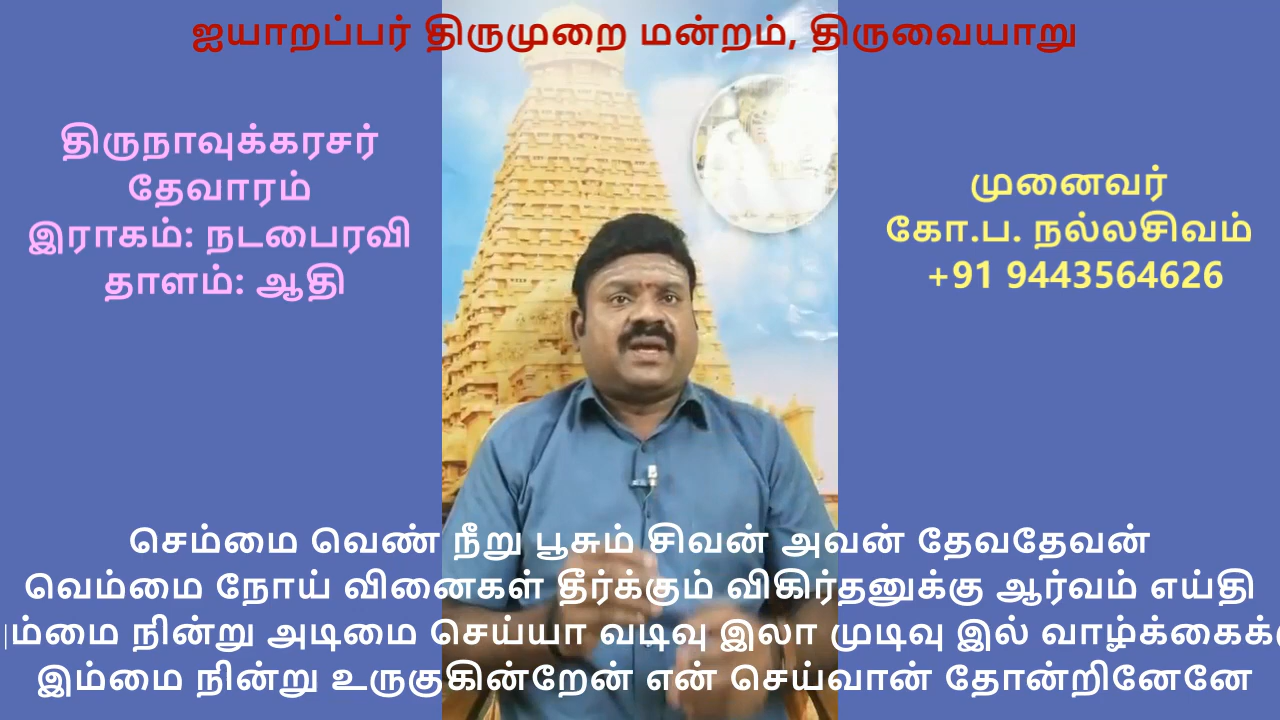 ஐயாறப்பர் திருமுறை மன்றம், திருவையாறு
திருநாவுக்கரசர்
தேவாரம்
இராகம்: நடபைரவி
தாளம்: ஆதி
முனைவர்
கோ.ப. நல்லசிவம்
+91 9443564626
செம்மை வெண் நீறு பூசும் சிவன் அவன் தேவதேவன்
வெம்மை நோய் வினைகள் தீர்க்கும் விகிர்தனுக்கு ஆர்வம் எய்தி
நின்று அடிமை செய்யா வடிவு இலா முடிவு இல்
இம்மை நின்று உருகுகின்றேன் என் செய்வான் தோன்றினேனே